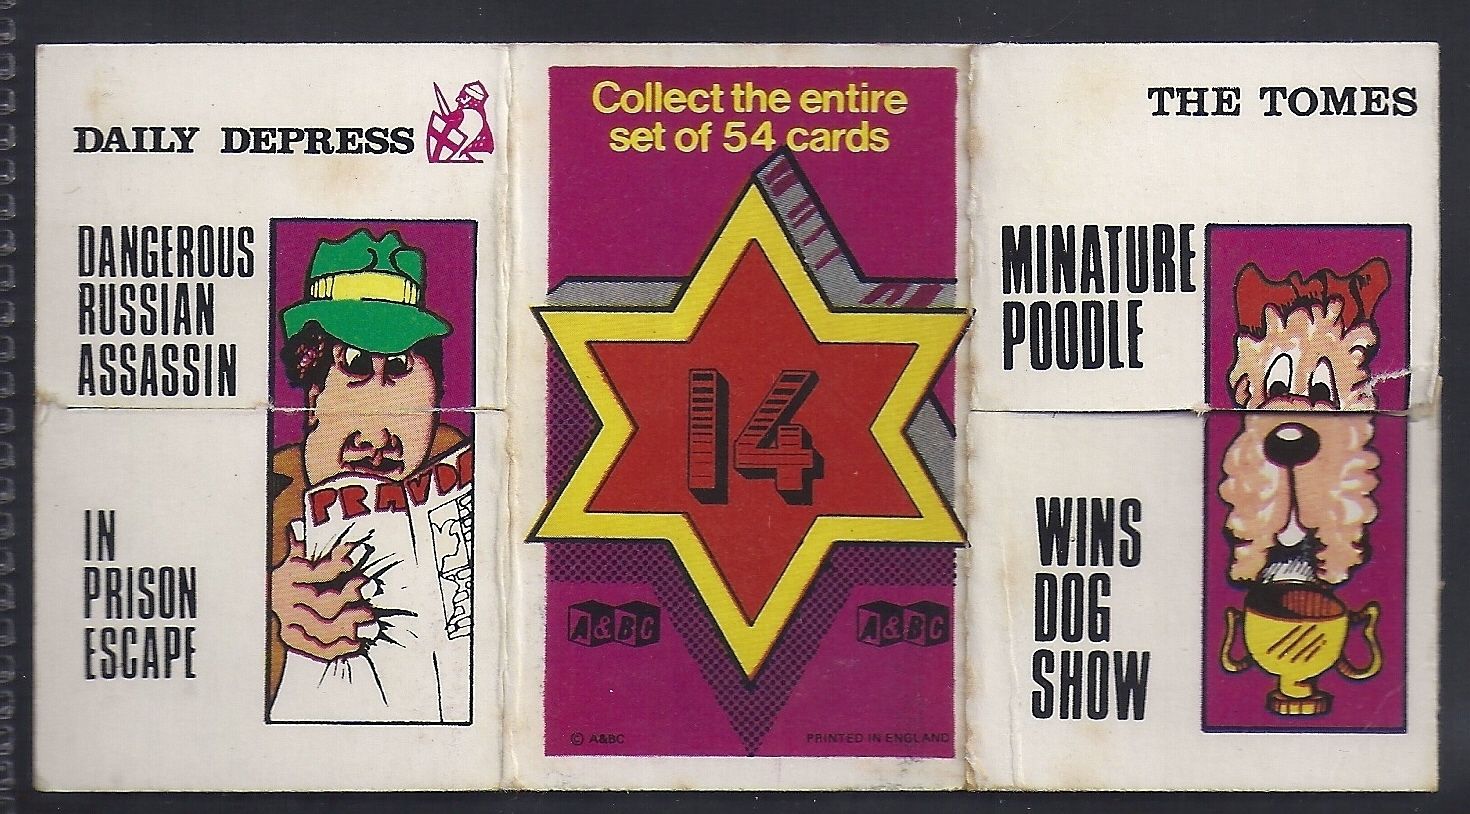 DAILY DEPRESS
DANGEROUS
RUSSIAN
ASSASSIN
IN
PRISON
ESCAPE
PRAVDA
Collect the entire
set of 54 cards
14
A&BC
A&BC
© A&BC
PRINTED IN ENGLAND
THE TOMES
MINATURE
POODLE
WINS
DOG
SHOW